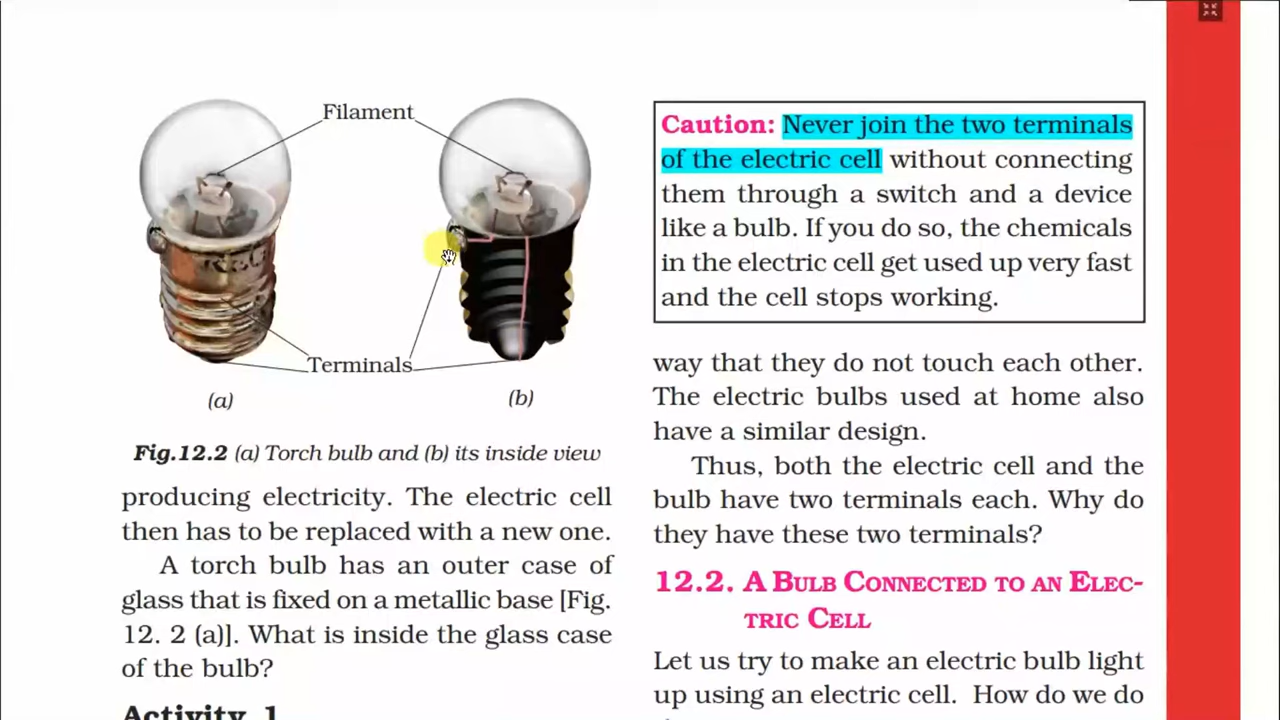 Filament
Terminals
(a)
(b)
Fig.12.2 (a) Torch bulb and (b) its inside view
producing electricity. The electric cell
then has to be replaced with a new one.
A torch bulb has an outer case of
glass that is fixed on a metallic base [Fig.
12. 2 (a)]. What is inside the glass case
of the bulb?
Activity 1
Caution: Never join the two terminals
of the electric cell without connecting
them through a switch and a device
like a bulb. If you do so, the chemicals
in the electric cell get used up very fast
and the cell stops working.
way that they do not touch each other.
The electric bulbs used at home also
have a similar design.
Thus, both the electric cell and the
bulb have two terminals each. Why do
they have these two terminals?
12.2. A BULB CONNECTED TO AN ELEC-
TRIC CELL
Let us try to make an electric bulb light
up using an electric cell. How do we do